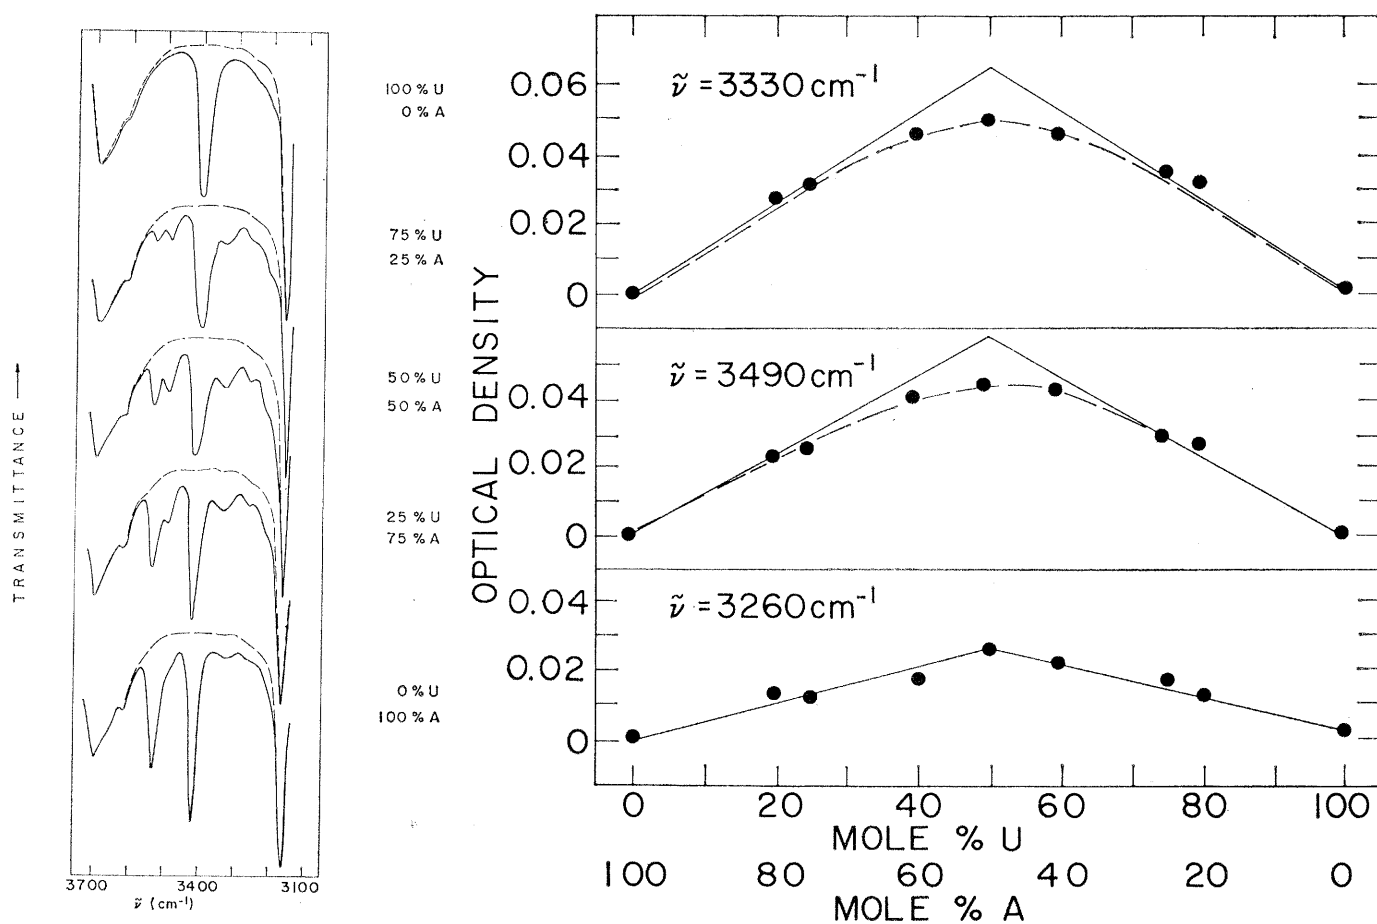 TRANSMITTANCE
100 % U
0 % A
75 % U
25 % A
50 % U
50 % A
25 % U
75 % A
0 % U
100 % A
3700 3400 3100
ν̃ (cm⁻¹)
OPTICAL DENSITY
ν̃ = 3330 cm⁻¹
0.06
0.04
0.02
0
ν̃ = 3490 cm⁻¹
0.04
0.02
0
ν̃ = 3260 cm⁻¹
0.04
0.02
0
0 20 40 60 80 100
MOLE % U
100 80 60 40 20 0
MOLE % A